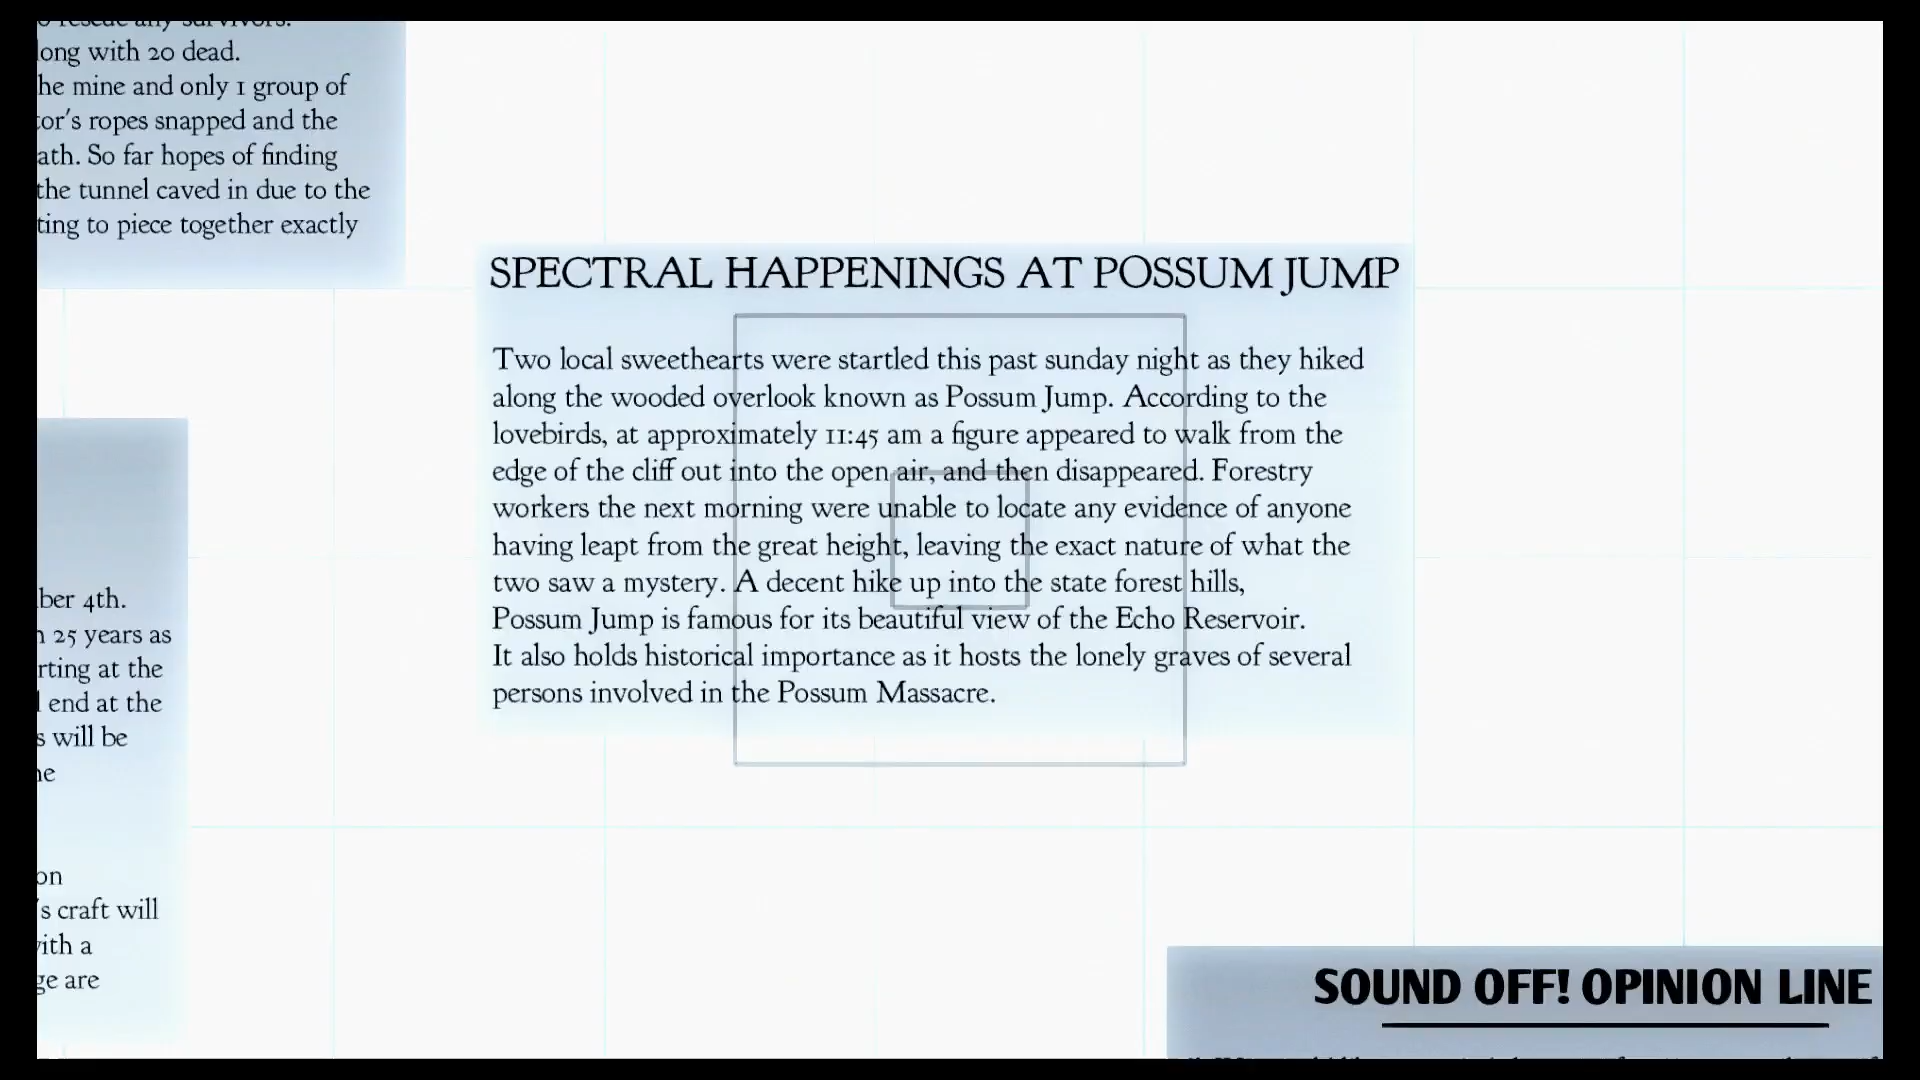 long with 20 dead.
he mine and only 1 group of
tor's ropes snapped and the
ath. So far hopes of finding
the tunnel caved in due to the
ting to piece together exactly
SPECTRAL HAPPENINGS AT POSSUM JUMP
Two local sweethearts were startled this past sunday night as they hiked
along the wooded overlook known as Possum Jump. According to the
lovebirds, at approximately 11:45 am a figure appeared to walk from the
edge of the cliff out into the open air, and then disappeared. Forestry
workers the next morning were unable to locate any evidence of anyone
having leapt from the great height, leaving the exact nature of what the
two saw a mystery. A decent hike up into the state forest hills,
Possum Jump is famous for its beautiful view of the Echo Reservoir.
It also holds historical importance as it hosts the lonely graves of several
persons involved in the Possum Massacre.
ber 4th.
25 years as
rting at the
end at the
s will be
he
on
's craft will
with a
ge are
SOUND OFF! OPINION LINE